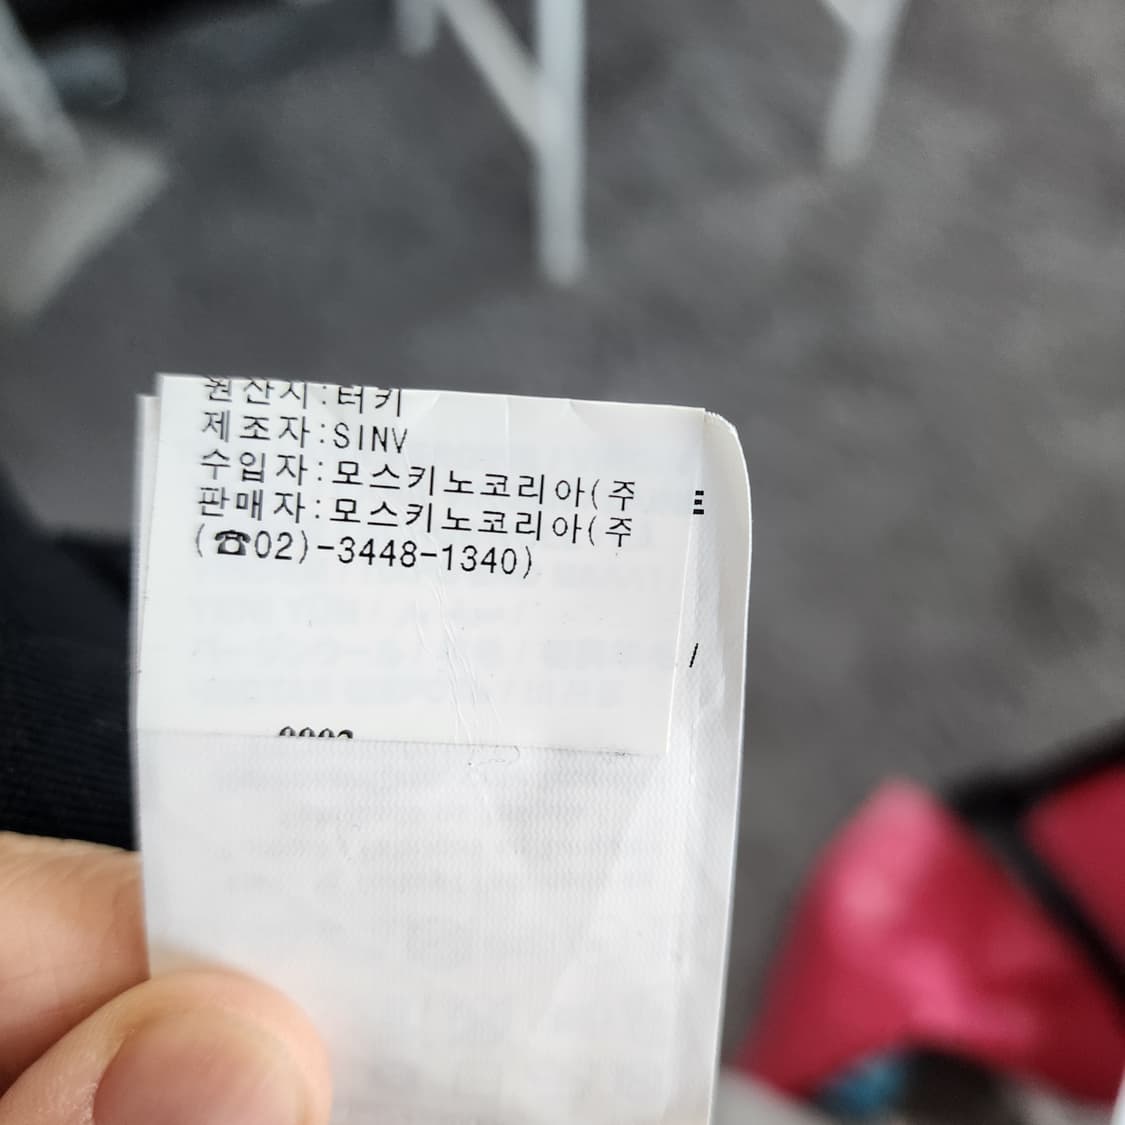 원산지:터키
제조자:SINV
수입자:모스키노코리아(주
판매자:모스키노코리아(주
(☎02)-3448-1340)
E
/